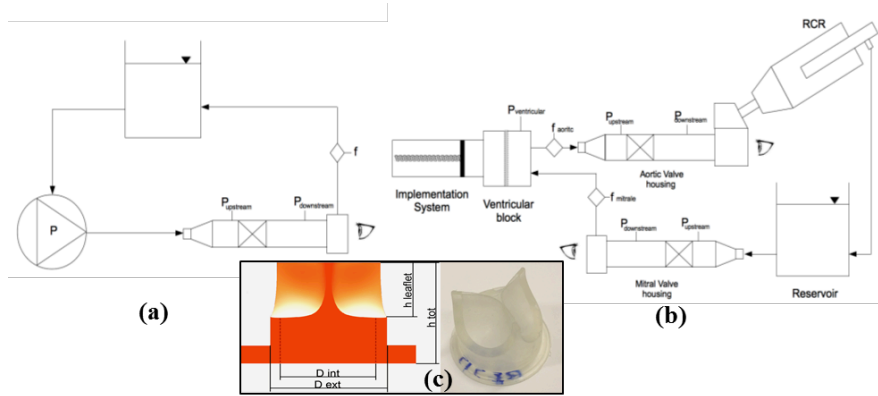 P
P upstream
P downstream
f
(a)
RCR
P ventricular
f aoritc
P upstream
P downstream
Implementation
System
Ventricular
block
Aortic Valve
housing
f mitrale
P downstream
P upstream
Mitral Valve
housing
Reservoir
(b)
h leaflet
h tot
D int
D ext
(c)